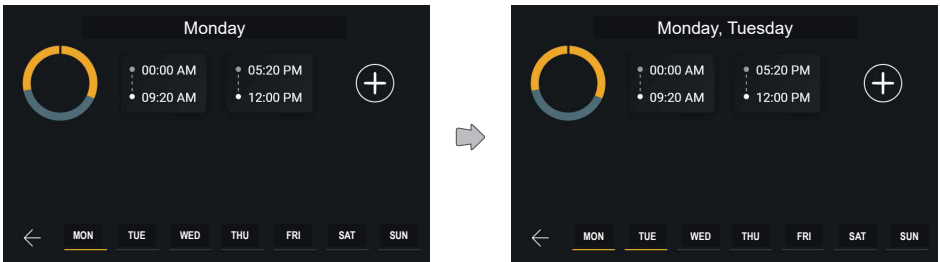 Monday
00:00 AM 05:20 PM
09:20 AM 12:00 PM
MON TUE WED THU FRI SAT SUN
Monday, Tuesday
00:00 AM 05:20 PM
09:20 AM 12:00 PM
MON TUE WED THU FRI SAT SUN